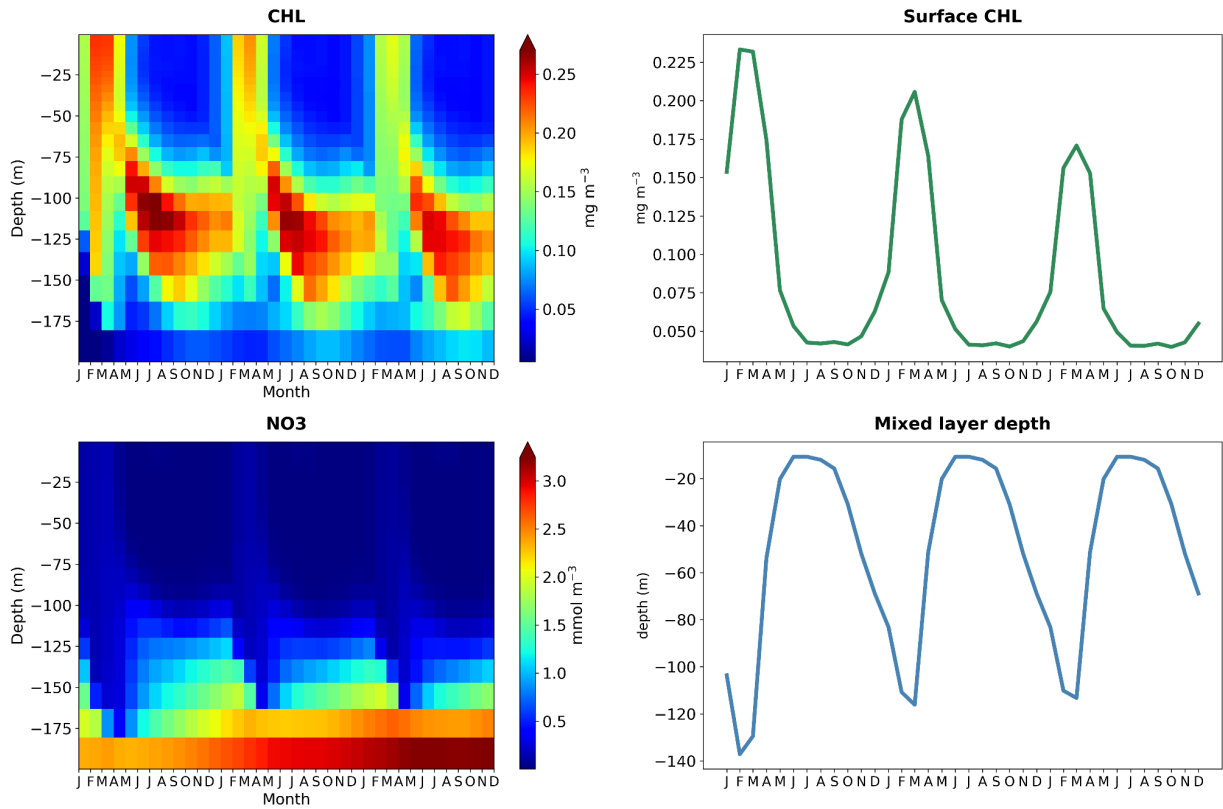 CHL
Depth (m)
−25
−50
−75
−100
−125
−150
−175
J F M A M J J A S O N D J F M A M J J A S O N D J F M A M J J A S O N D
Month
0.25
0.20
0.15
0.10
0.05
mg m⁻³
Surface CHL
mg m⁻³
0.225
0.200
0.175
0.150
0.125
0.100
0.075
0.050
J F M A M J J A S O N D J F M A M J J A S O N D J F M A M J J A S O N D
NO3
Depth (m)
−25
−50
−75
−100
−125
−150
−175
J F M A M J J A S O N D J F M A M J J A S O N D J F M A M J J A S O N D
Month
3.0
2.5
2.0
1.5
1.0
0.5
mmol m⁻³
Mixed layer depth
depth (m)
−20
−40
−60
−80
−100
−120
−140
J F M A M J J A S O N D J F M A M J J A S O N D J F M A M J J A S O N D